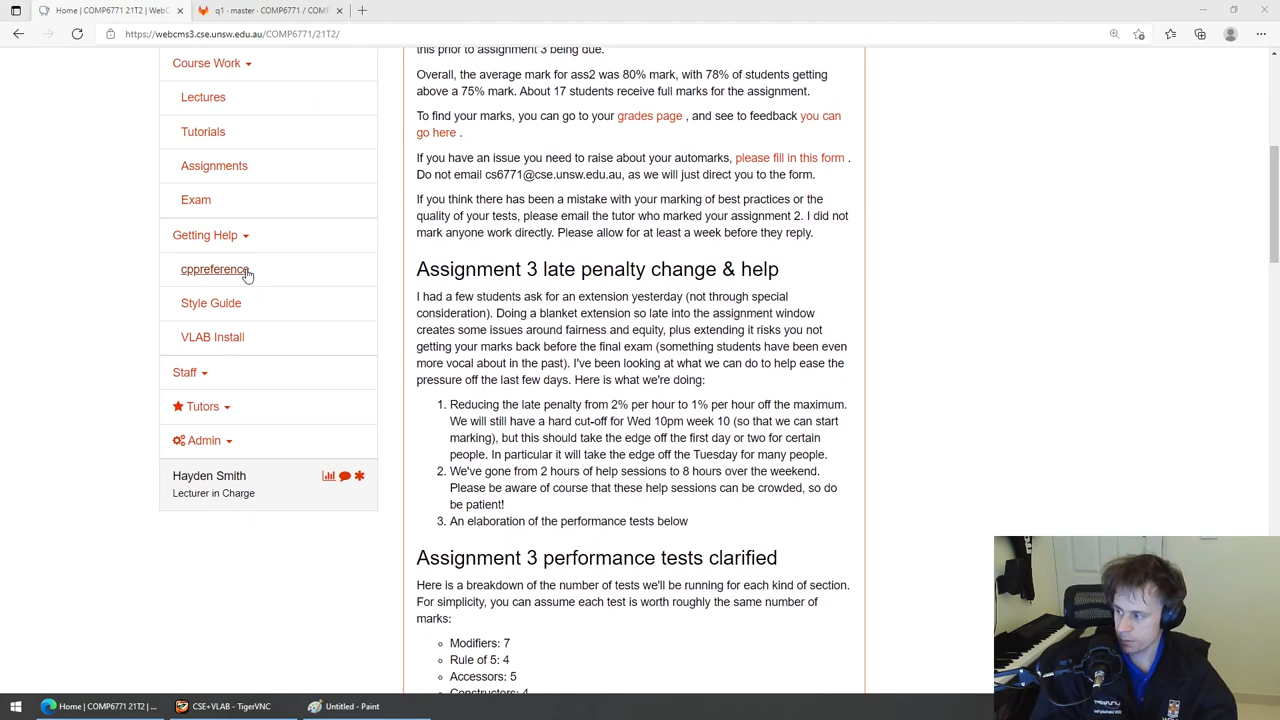 Home | COMP6771 21T2 | WebC
q1 · master · COMP6771 / COMP
https://webcms3.cse.unsw.edu.au/COMP6771/21T2/
Course Work
Lectures
Tutorials
Assignments
Exam
Getting Help
cppreference
Style Guide
VLAB Install
Staff
Tutors
Admin
Hayden Smith
Lecturer in Charge
this prior to assignment 3 being due.
Overall, the average mark for ass2 was 80% mark, with 78% of students getting
above a 75% mark. About 17 students receive full marks for the assignment.
To find your marks, you can go to your grades page , and see to feedback you can
go here .
If you have an issue you need to raise about your automarks, please fill in this form .
Do not email cs6771@cse.unsw.edu.au, as we will just direct you to the form.
If you think there has been a mistake with your marking of best practices or the
quality of your tests, please email the tutor who marked your assignment 2. I did not
mark anyone work directly. Please allow for at least a week before they reply.
Assignment 3 late penalty change & help
I had a few students ask for an extension yesterday (not through special
consideration). Doing a blanket extension so late into the assignment window
creates some issues around fairness and equity, plus extending it risks you not
getting your marks back before the final exam (something students have been even
more vocal about in the past). I've been looking at what we can do to help ease the
pressure off the last few days. Here is what we're doing:
1. Reducing the late penalty from 2% per hour to 1% per hour off the maximum.
We will still have a hard cut-off for Wed 10pm week 10 (so that we can start
marking), but this should take the edge off the first day or two for certain
people. In particular it will take the edge off the Tuesday for many people.
2. We've gone from 2 hours of help sessions to 8 hours over the weekend.
Please be aware of course that these help sessions can be crowded, so do
be patient!
3. An elaboration of the performance tests below
Assignment 3 performance tests clarified
Here is a breakdown of the number of tests we'll be running for each kind of section.
For simplicity, you can assume each test is worth roughly the same number of
marks:
Modifiers: 7
Rule of 5: 4
Accessors: 5
Constructors: 4
Home | COMP6771 21T2 | ...
CSE+VLAB - TigerVNC
Untitled - Paint